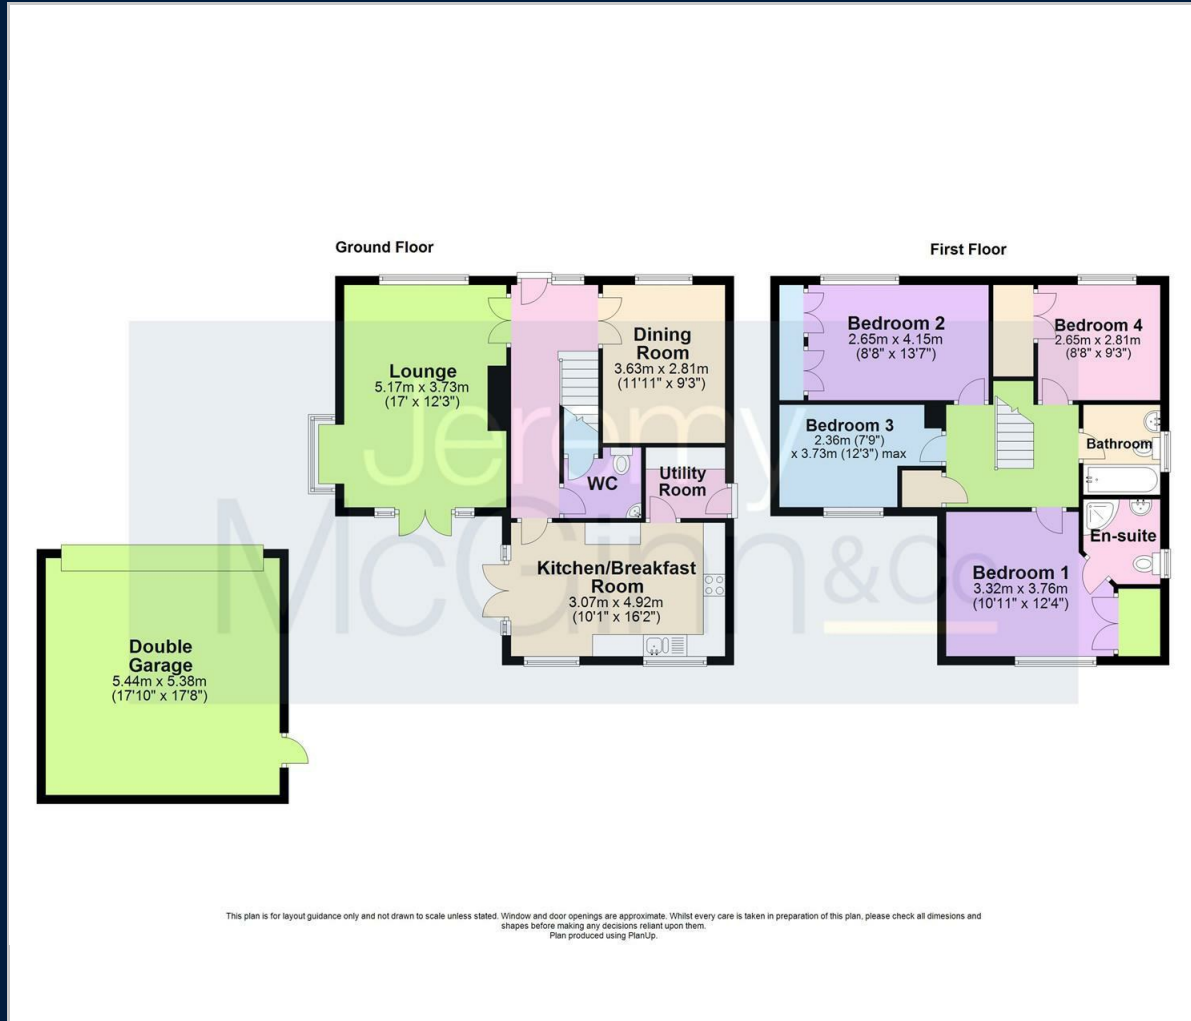 Ground Floor
First Floor
Lounge
5.17m x 3.73m
(17' x 12'3")
Dining
Room
3.63m x 2.81m
(11'11" x 9'3")
WC
Utility
Room
Kitchen/Breakfast
Room
3.07m x 4.92m
(10'1" x 16'2")
Double
Garage
5.44m x 5.38m
(17'10" x 17'8")
Bedroom 2
2.65m x 4.15m
(8'8" x 13'7")
Bedroom 4
2.65m x 2.81m
(8'8" x 9'3")
Bedroom 3
2.36m (7'9")
x 3.73m (12'3") max
Bathroom
En-suite
Bedroom 1
3.32m x 3.76m
(10'11" x 12'4")
Jeremy
McGinn & Co
This plan is for layout guidance only and not drawn to scale unless stated. Window and door openings are approximate. Whilst every care is taken in preparation of this plan, please check all dimesions and
shapes before making any decisions reliant upon them.
Plan produced using PlanUp.